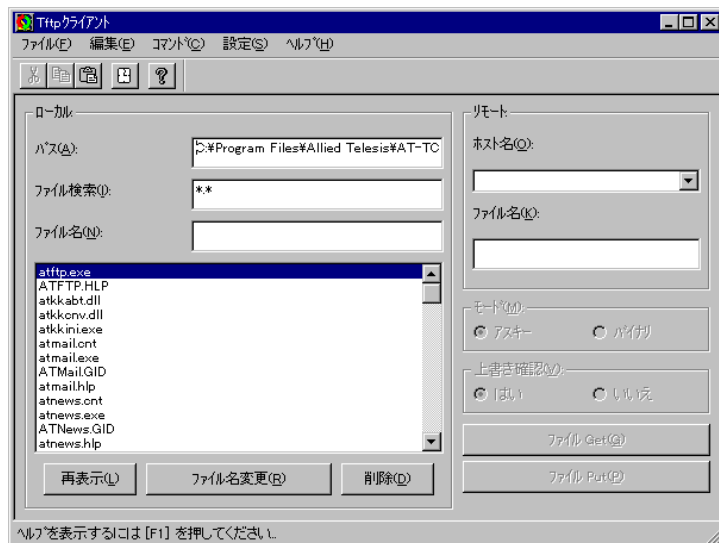 Tftpクライアント
ファイル(F) 編集(E) コマンド(C) 設定(S) ヘルプ(H)
ローカル
パス(A):
C:¥Program Files¥Allied Telesis¥AT-TC
ファイル検索(I):
*.*
ファイル名(N):
atftp.exe
ATFTP.HLP
atkkabt.dll
atkkcnv.dll
atkkini.exe
atmail.cnt
atmail.exe
ATMail.GID
atmail.hlp
atnews.cnt
atnews.exe
ATNews.GID
atnews.hlp
再表示(L)
ファイル名変更(R)
削除(D)
リモート
ホスト名(O):
ファイル名(K):
モード(M):
アスキー
バイナリ
上書き確認(V):
はい
いいえ
ファイル Get(G)
ファイル Put(P)
ヘルプを表示するには [F1] を押してください.